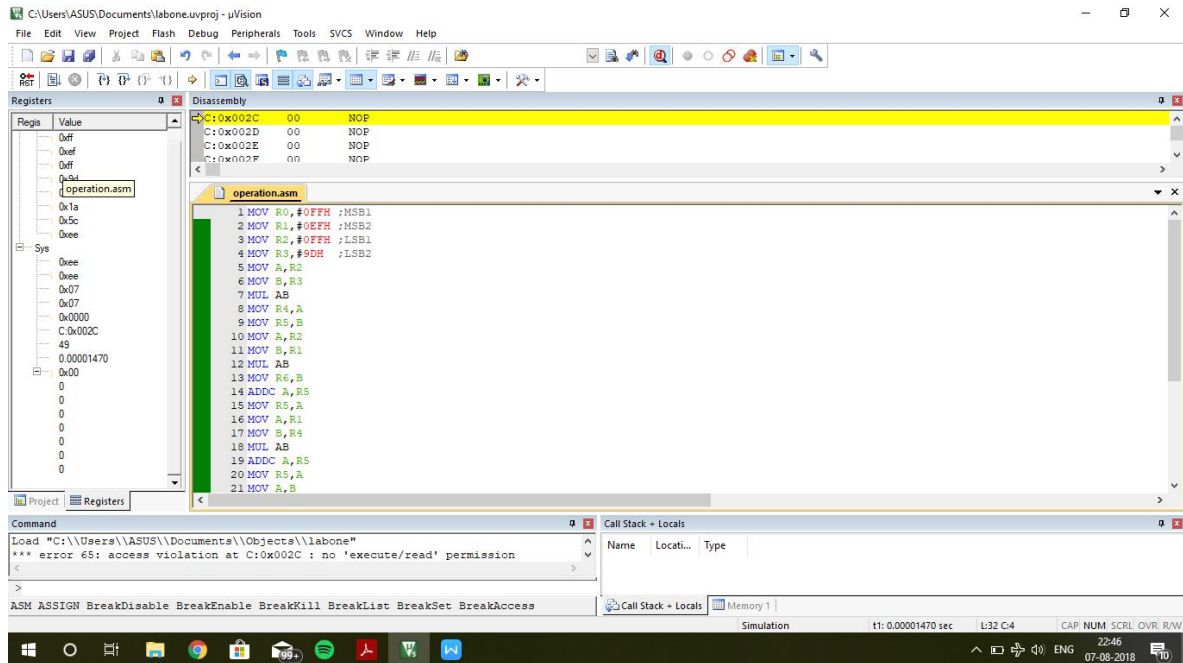 C:\Users\ASUS\Documents\labone.uvproj - µVision
File Edit View Project Flash Debug Peripherals Tools SVCS Window Help
RST
Registers
Regis Value
0xff
0xef
0xff
0x9d
operation.asm
0x1a
0x5c
0xee
Sys
0xee
0xee
0x07
0x07
0x0000
C:0x002C
49
0.00001470
0x00
0
0
0
0
0
0
0
Project Registers
Disassembly
C:0x002C 00 NOP
C:0x002D 00 NOP
C:0x002E 00 NOP
C:0x002F 00 NOP
operation.asm
1 MOV R0,#0FFH ;MSB1
2 MOV R1,#0EFH ;MSB2
3 MOV R2,#0FFH ;LSB1
4 MOV R3,#9DH ;LSB2
5 MOV A,R2
6 MOV B,R3
7 MUL AB
8 MOV R4,A
9 MOV R5,B
10 MOV A,R2
11 MOV B,R1
12 MUL AB
13 MOV R6,B
14 ADDC A,R5
15 MOV R5,A
16 MOV A,R1
17 MOV B,R4
18 MUL AB
19 ADDC A,R5
20 MOV R5,A
21 MOV A,B
Command
Load "C:\\Users\\ASUS\\Documents\\Objects\\labone"
*** error 65: access violation at C:0x002C : no 'execute/read' permission
>
ASM ASSIGN BreakDisable BreakEnable BreakKill BreakList BreakSet BreakAccess
Call Stack + Locals
Name Locati... Type
Call Stack + Locals Memory 1
Simulation t1: 0.00001470 sec L:32 C:4 CAP NUM SCRL OVR R/W
99+
ENG
22:46
07-08-2018
10